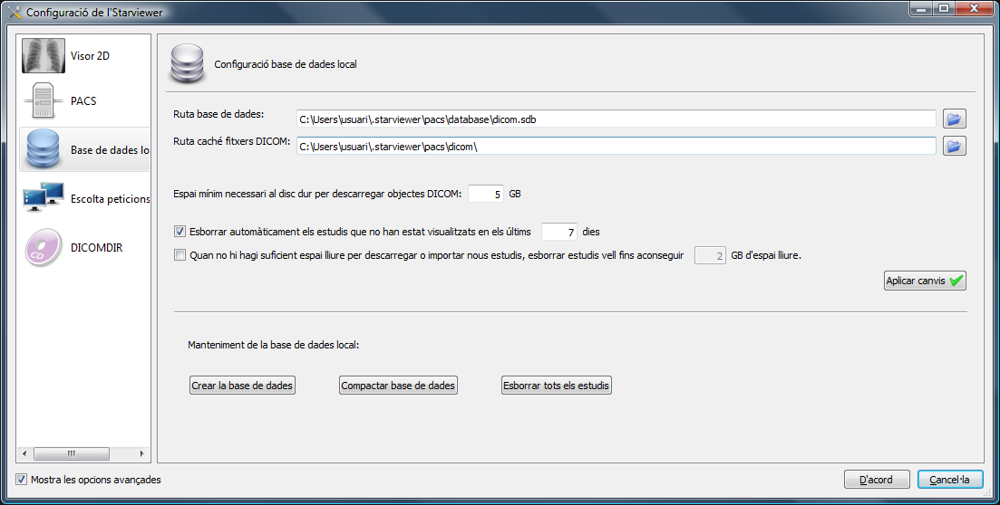 Configuració de l'Starviewer
Visor 2D
PACS
Base de dades lo
Escolta peticions
CD
DICOMDIR
Configuració base de dades local
Ruta base de dades: C:\Users\usuari\.starviewer\pacs\database\dicom.sdb
Ruta caché fitxers DICOM: C:\Users\usuari\.starviewer\pacs\dicom\
Espai mínim necessari al disc dur per descarregar objectes DICOM: 5 GB
Esborrar automàticament els estudis que no han estat visualitzats en els últims 7 dies
Quan no hi hagi suficient espai lliure per descarregar o importar nous estudis, esborrar estudis vell fins aconseguir 2 GB d'espai lliure.
Aplicar canvis
Manteniment de la base de dades local:
Crear la base de dades Compactar base de dades Esborrar tots els estudis
Mostra les opcions avançades
D'acord Cancel·la